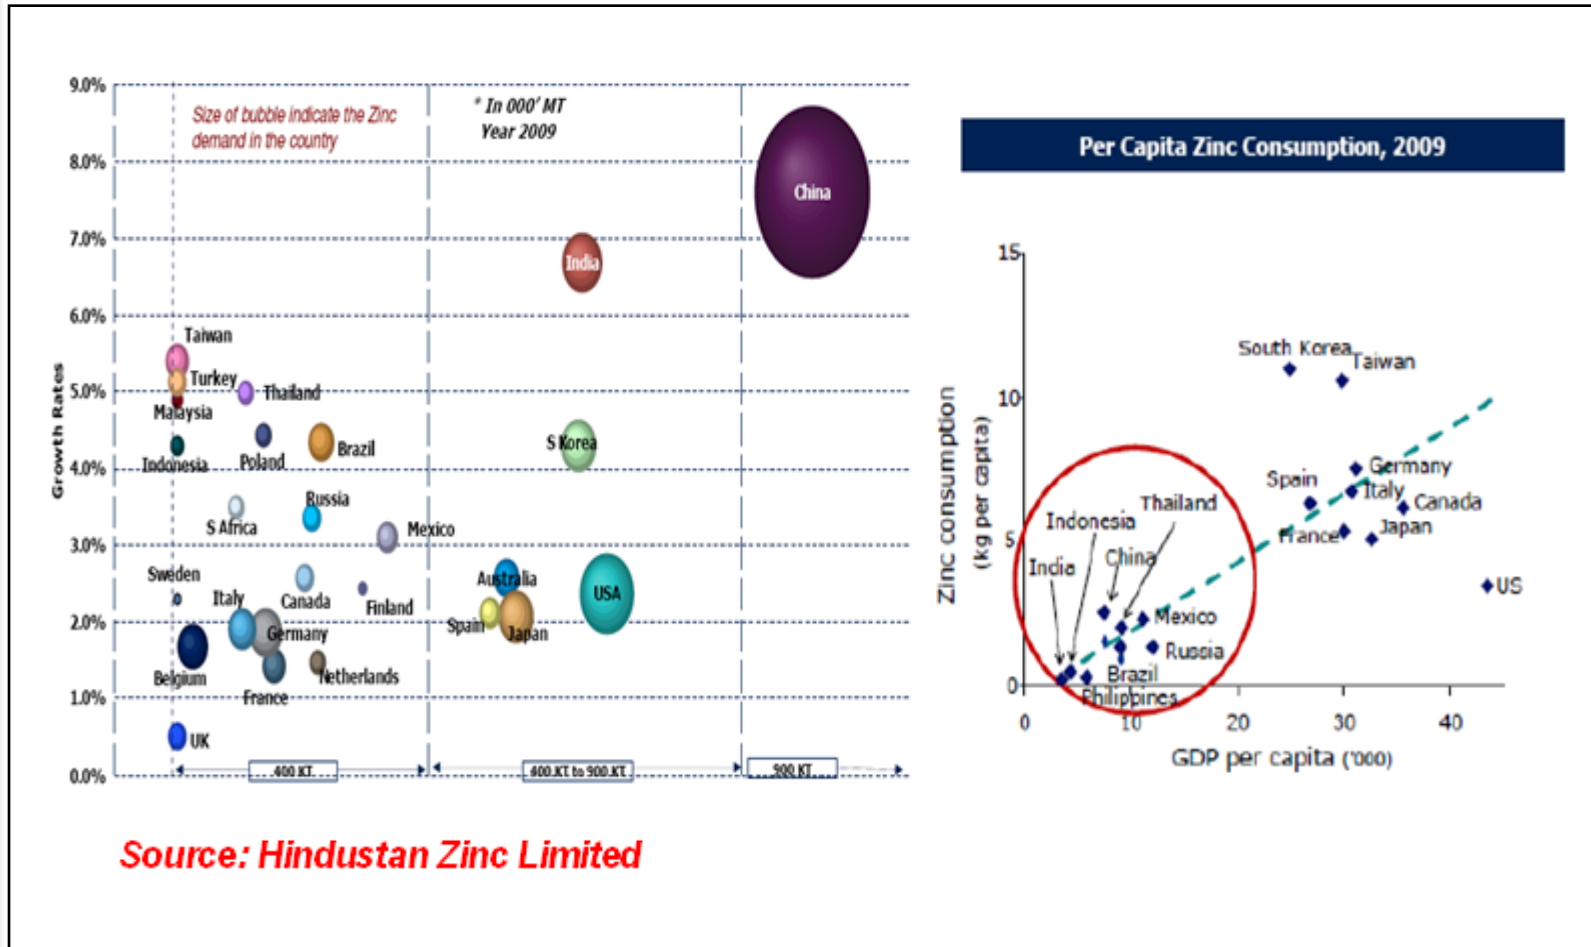 9.0%
8.0%
7.0%
6.0%
5.0%
4.0%
3.0%
2.0%
1.0%
0.0%
Growth Rates
Size of bubble indicate the Zinc
demand in the country
* In 000' MT
Year 2009
China
India
Taiwan
Turkey
Malaysia
Thailand
Indonesia
Poland
Brazil
S Korea
S Africa
Russia
Mexico
Sweden
Italy
Canada
Finland
Germany
Belgium
France
Netherlands
Australia
Spain
Japan
USA
UK
400 KT
400 KT to 900 KT
900 KT
Per Capita Zinc Consumption, 2009
Zinc consumption
(kg per capita)
15
10
5
0
South Korea
Taiwan
Germany
Spain
Italy
Canada
France
Japan
US
Thailand
Indonesia
China
India
Mexico
Russia
Brazil
Philippines
0
10
20
30
40
GDP per capita ('000)
Source: Hindustan Zinc Limited